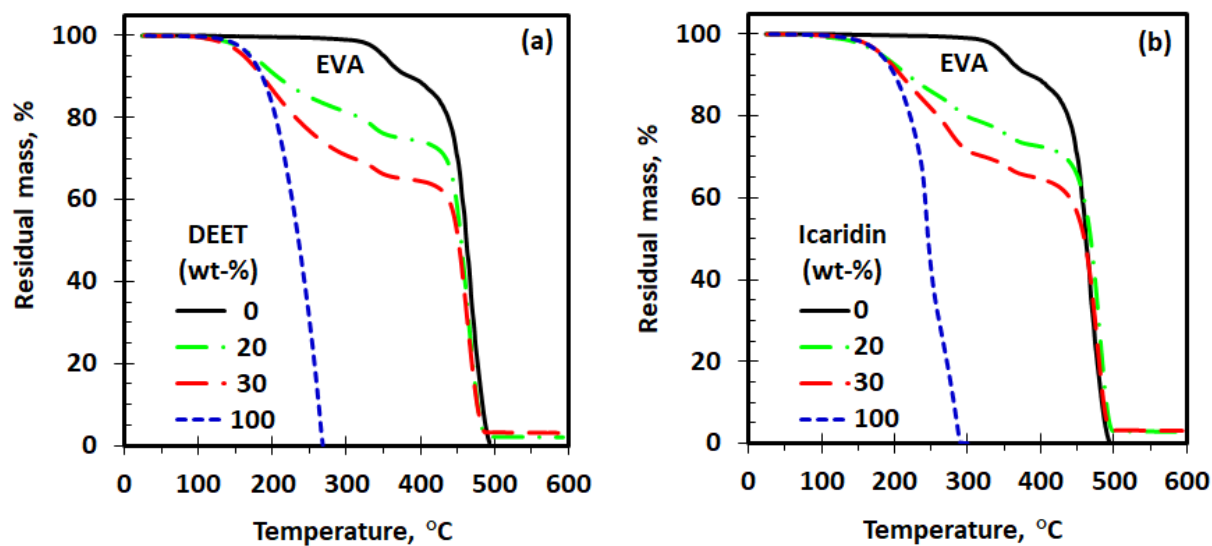 (a)
EVA
Residual mass, %
100
80
60
40
20
0
DEET
(wt-%)
0
20
30
100
0 100 200 300 400 500 600
Temperature, °C
(b)
EVA
Residual mass, %
100
80
60
40
20
0
Icaridin
(wt-%)
0
20
30
100
0 100 200 300 400 500 600
Temperature, °C